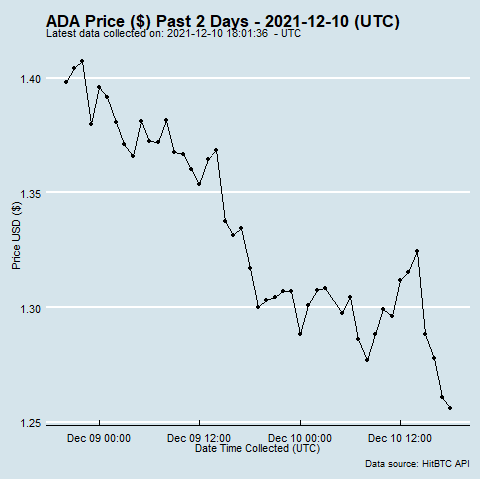 ADA Price ($) Past 2 Days - 2021-12-10 (UTC)
Latest data collected on: 2021-12-10 18:01:36 - UTC
1.40
1.35
1.30
1.25
Price USD ($)
Dec 09 00:00 Dec 09 12:00 Dec 10 00:00 Dec 10 12:00
Date Time Collected (UTC)
Data source: HitBTC API